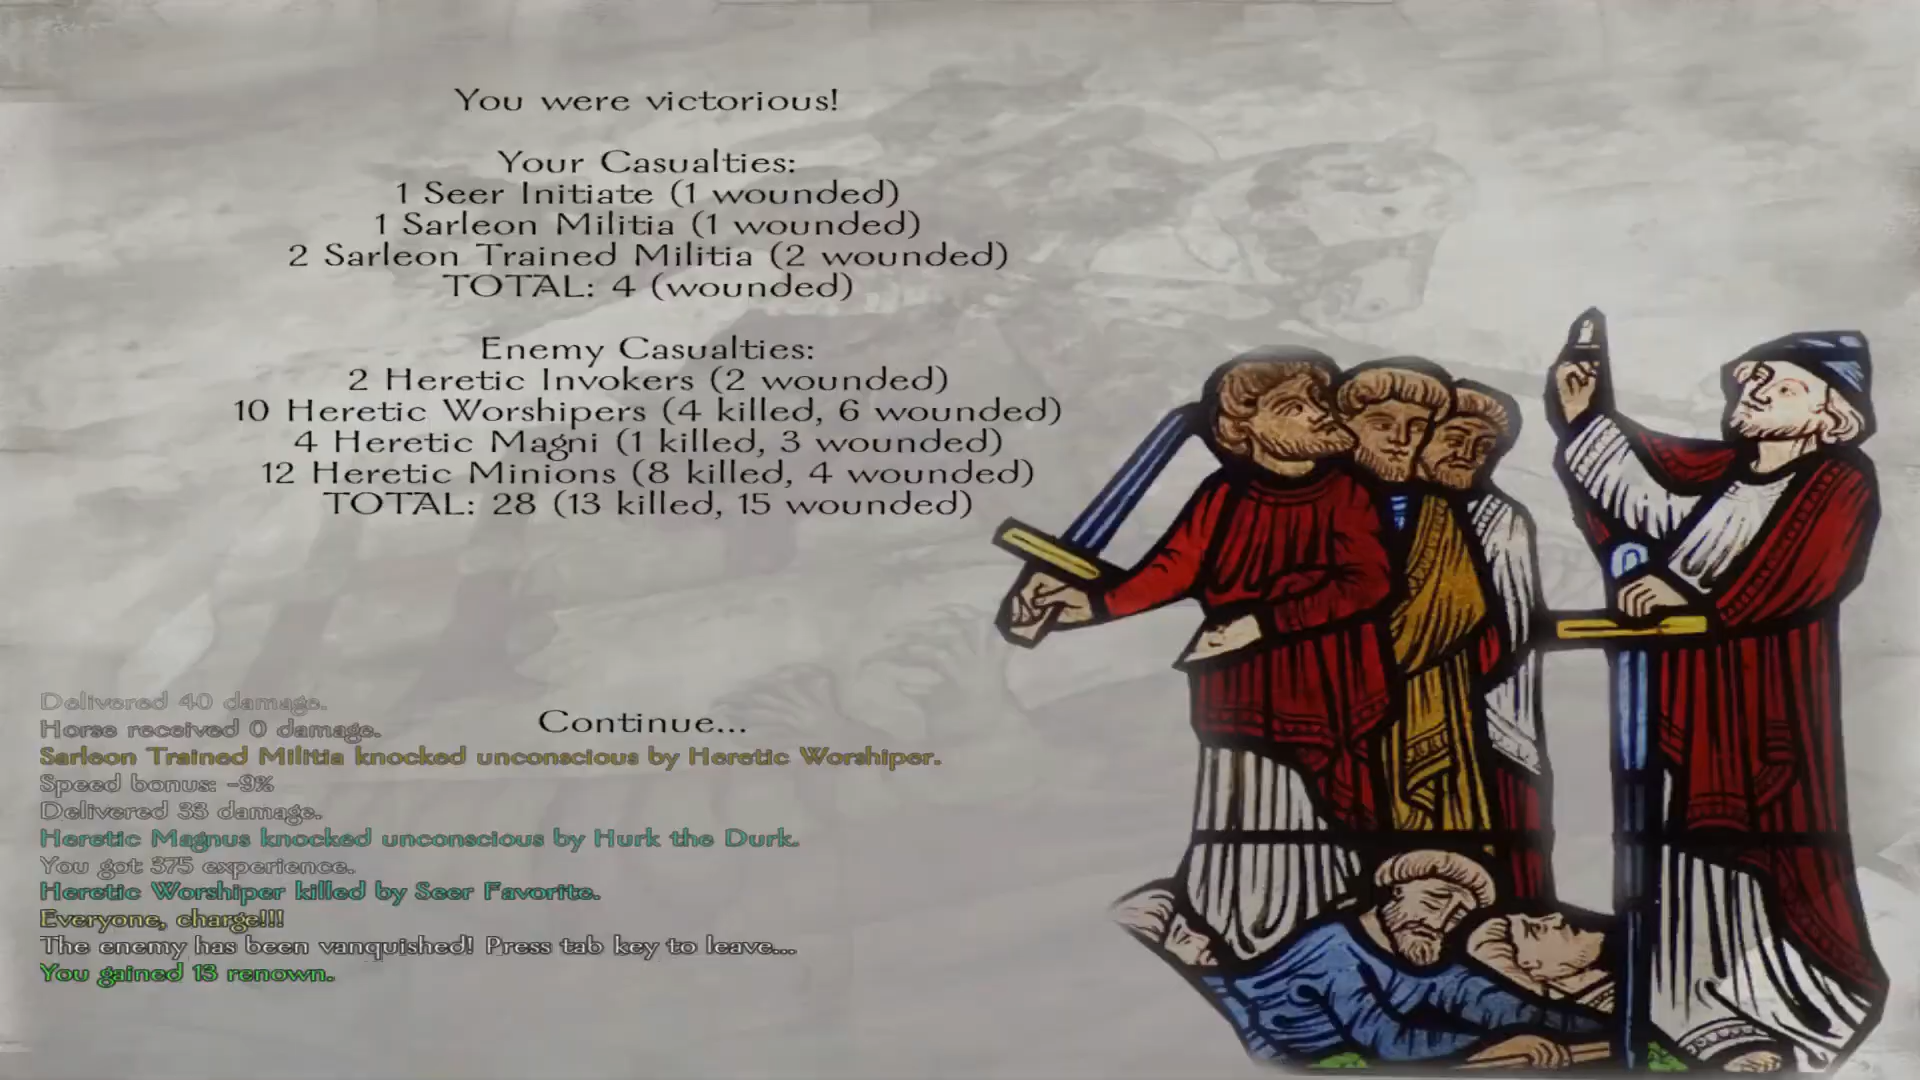 You were victorious!
Your Casualties:
1 Seer Initiate (1 wounded)
1 Sarleon Militia (1 wounded)
2 Sarleon Trained Militia (2 wounded)
TOTAL: 4 (wounded)
Enemy Casualties:
2 Heretic Invokers (2 wounded)
10 Heretic Worshipers (4 killed, 6 wounded)
4 Heretic Magni (1 killed, 3 wounded)
12 Heretic Minions (8 killed, 4 wounded)
TOTAL: 28 (13 killed, 15 wounded)
Continue...
Delivered 40 damage.
Horse received 0 damage.
Sarleon Trained Militia knocked unconscious by Heretic Worshiper.
Speed bonus: -9%
Delivered 33 damage.
Heretic Magnus knocked unconscious by Hurk the Durk.
You got 375 experience.
Heretic Worshiper killed by Seer Favorite.
Everyone, charge!!!
The enemy has been vanquished! Press tab key to leave...
You gained 13 renown.